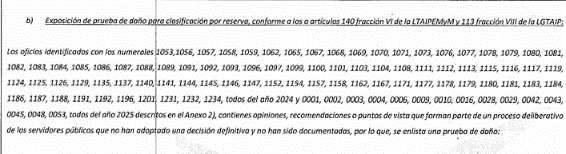 b) Exposición de prueba de daño para clasificación por reserva, conforme a los a artículos 140 fracción VI de la LTAIPEMyM y 113 fracción VIII de la LGTAIP:
Los oficios identificados con los numerales 1053,1056, 1057, 1058, 1059, 1062, 1065, 1067, 1068, 1069, 1070, 1071, 1073, 1076, 1077, 1078, 1079, 1080, 1081,
1082, 1083, 1084, 1085, 1086, 1087, 1088, 1089, 1091, 1092, 1093, 1096, 1097, 1099, 1100, 1101, 1103, 1104, 1108, 1111, 1112, 1113, 1115, 1116, 1117, 1119,
1124, 1125, 1126, 1129, 1135, 1137, 1140, 1141, 1144, 1145, 1146, 1147, 1152, 1154, 1157, 1158, 1162, 1167, 1171, 1177, 1178, 1179, 1180, 1181, 1183, 1184,
1186, 1187, 1188, 1191, 1192, 1196, 1201, 1231, 1232, 1234, todos del año 2024 y 0001, 0002, 0003, 0004, 0006, 0009, 0010, 0016, 0028, 0029, 0042, 0043,
0045, 0048, 0053, todos del año 2025 descritos en el Anexo 2), contienes opiniones, recomendaciones o puntos de vista que forman parte de un proceso deliberativo
de los servidores públicos que no han adoptado una decisión definitiva y no han sido documentadas, por lo que, se enlista una prueba de daño: